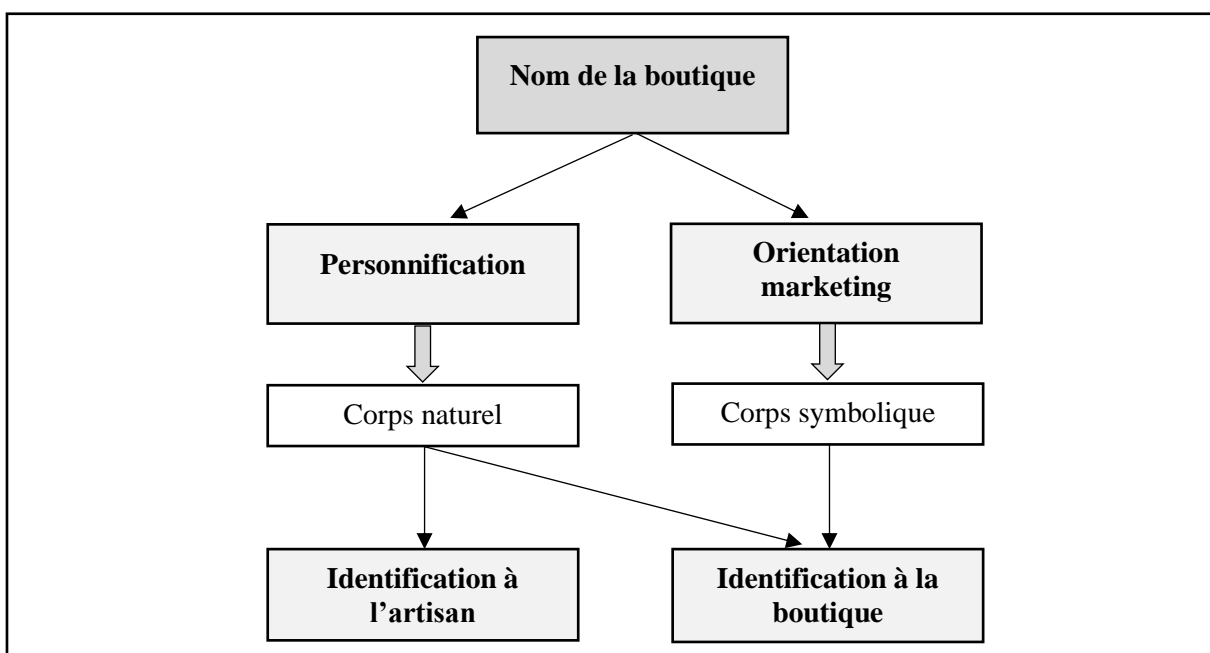 Nom de la boutique
Personnification
Orientation
marketing
Corps naturel
Corps symbolique
Identification à
l’artisan
Identification à la
boutique